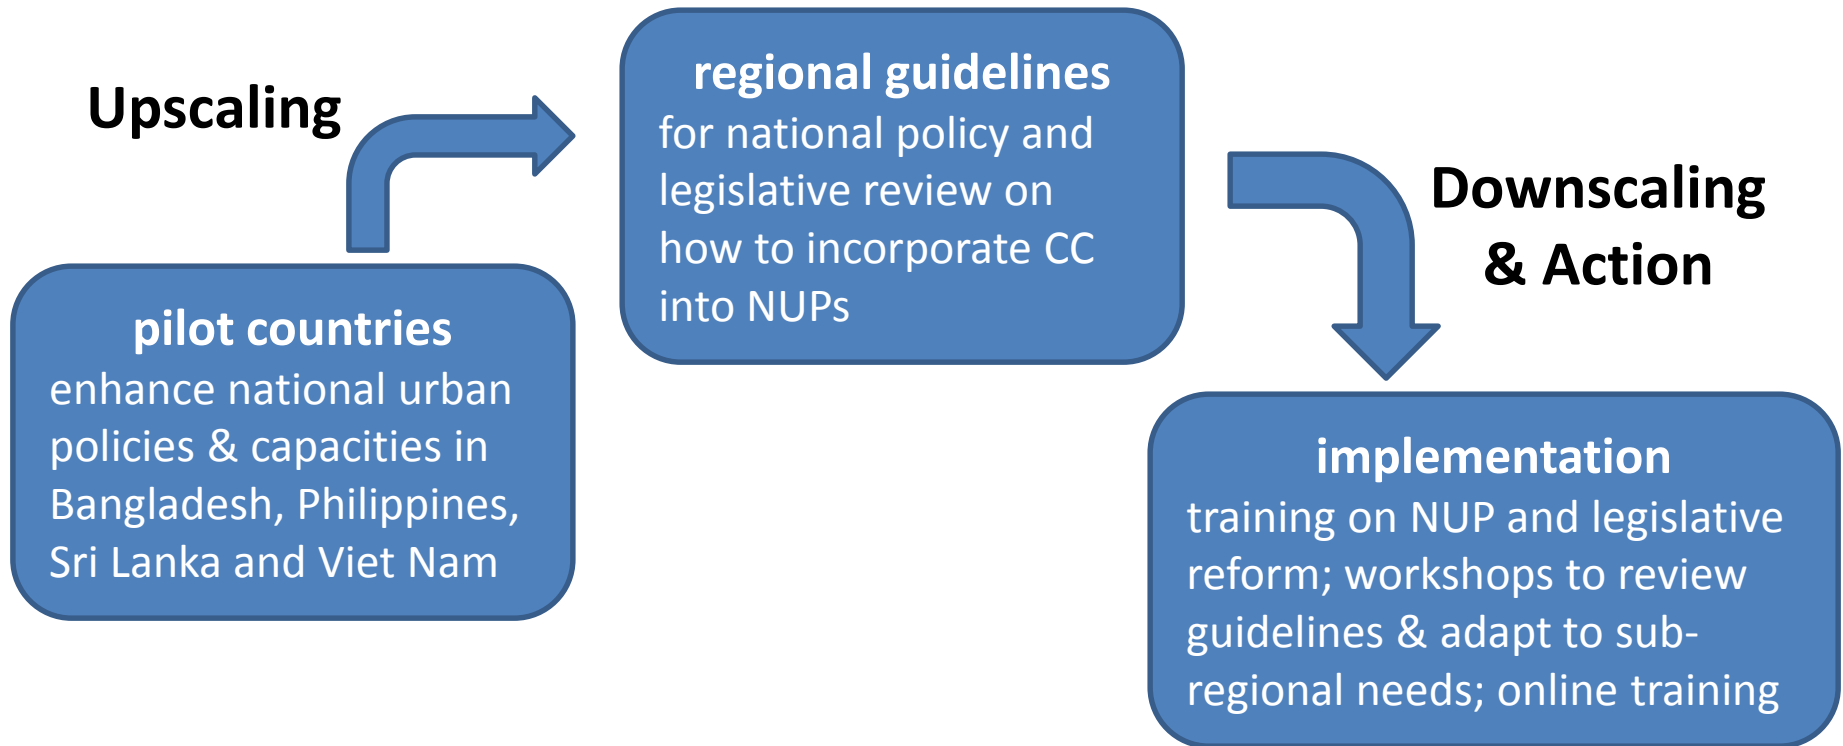 Upscaling
pilot countries
enhance national urban
policies & capacities in
Bangladesh, Philippines,
Sri Lanka and Viet Nam
regional guidelines
for national policy and
legislative review on
how to incorporate CC
into NUPs
Downscaling
& Action
implementation
training on NUP and legislative
reform; workshops to review
guidelines & adapt to sub-
regional needs; online training